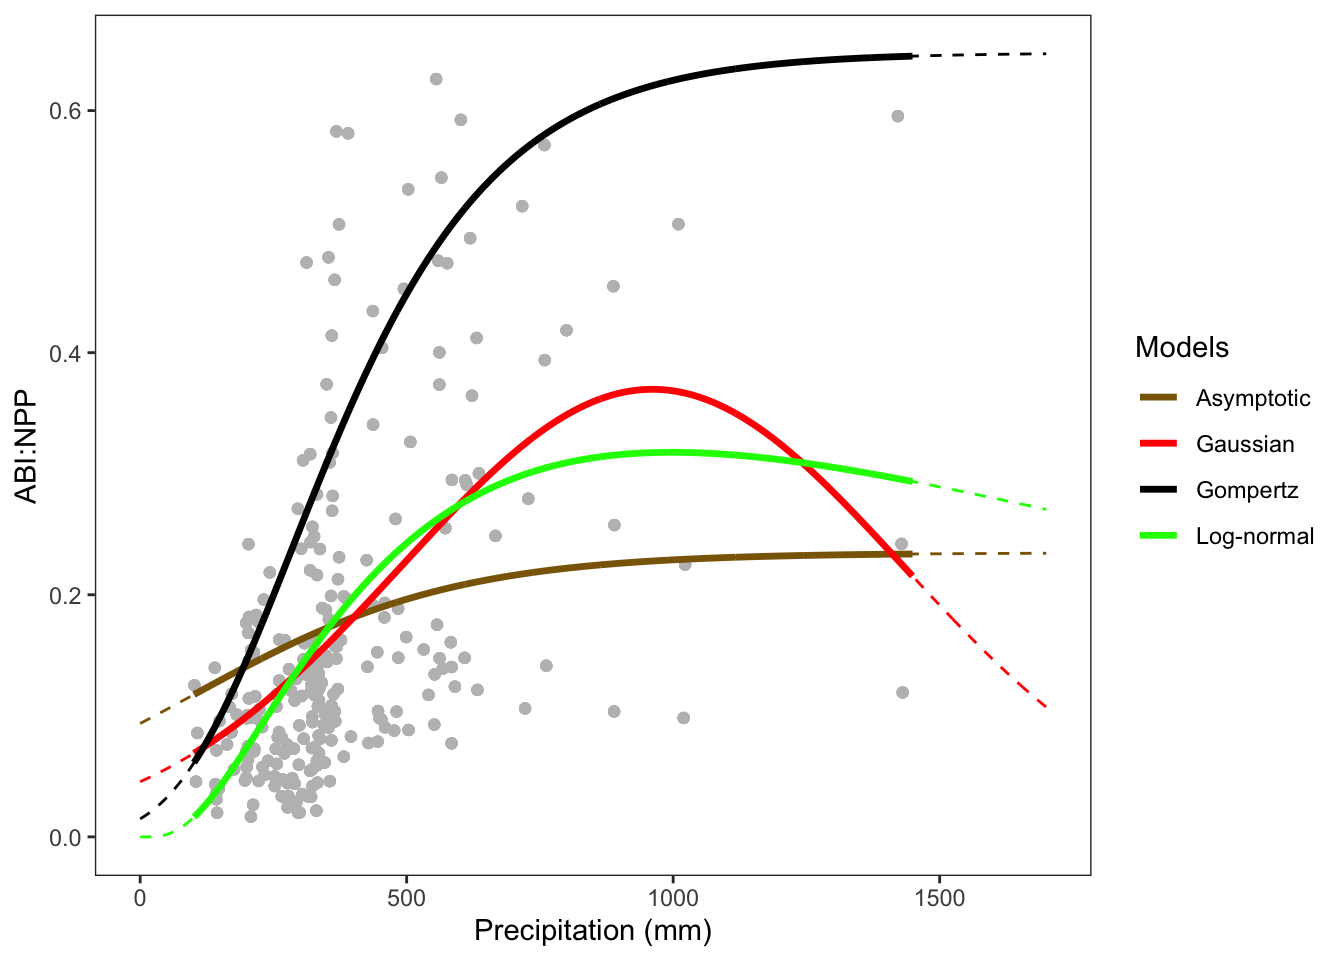 ABI:NPP
0.6
0.4
0.2
0.0
0 500 1000 1500
Precipitation (mm)
Models
Asymptotic
Gaussian
Gompertz
Log-normal